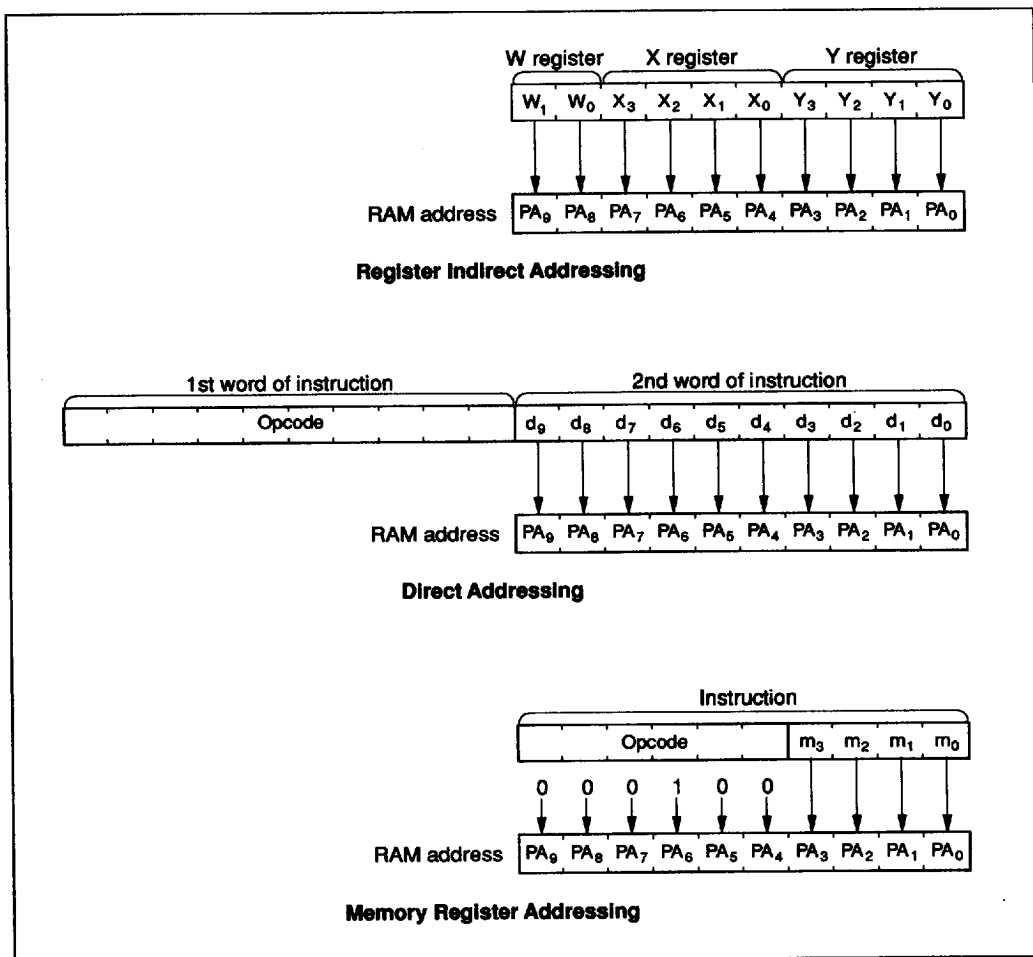 W register X register Y register
W₁ W₀ X₃ X₂ X₁ X₀ Y₃ Y₂ Y₁ Y₀
RAM address PA₉ PA₈ PA₇ PA₆ PA₅ PA₄ PA₃ PA₂ PA₁ PA₀
Register Indirect Addressing
1st word of instruction 2nd word of instruction
Opcode d₉ d₈ d₇ d₆ d₅ d₄ d₃ d₂ d₁ d₀
RAM address PA₉ PA₈ PA₇ PA₆ PA₅ PA₄ PA₃ PA₂ PA₁ PA₀
Direct Addressing
Instruction
Opcode m₃ m₂ m₁ m₀
0 0 0 1 0 0
RAM address PA₉ PA₈ PA₇ PA₆ PA₅ PA₄ PA₃ PA₂ PA₁ PA₀
Memory Register Addressing